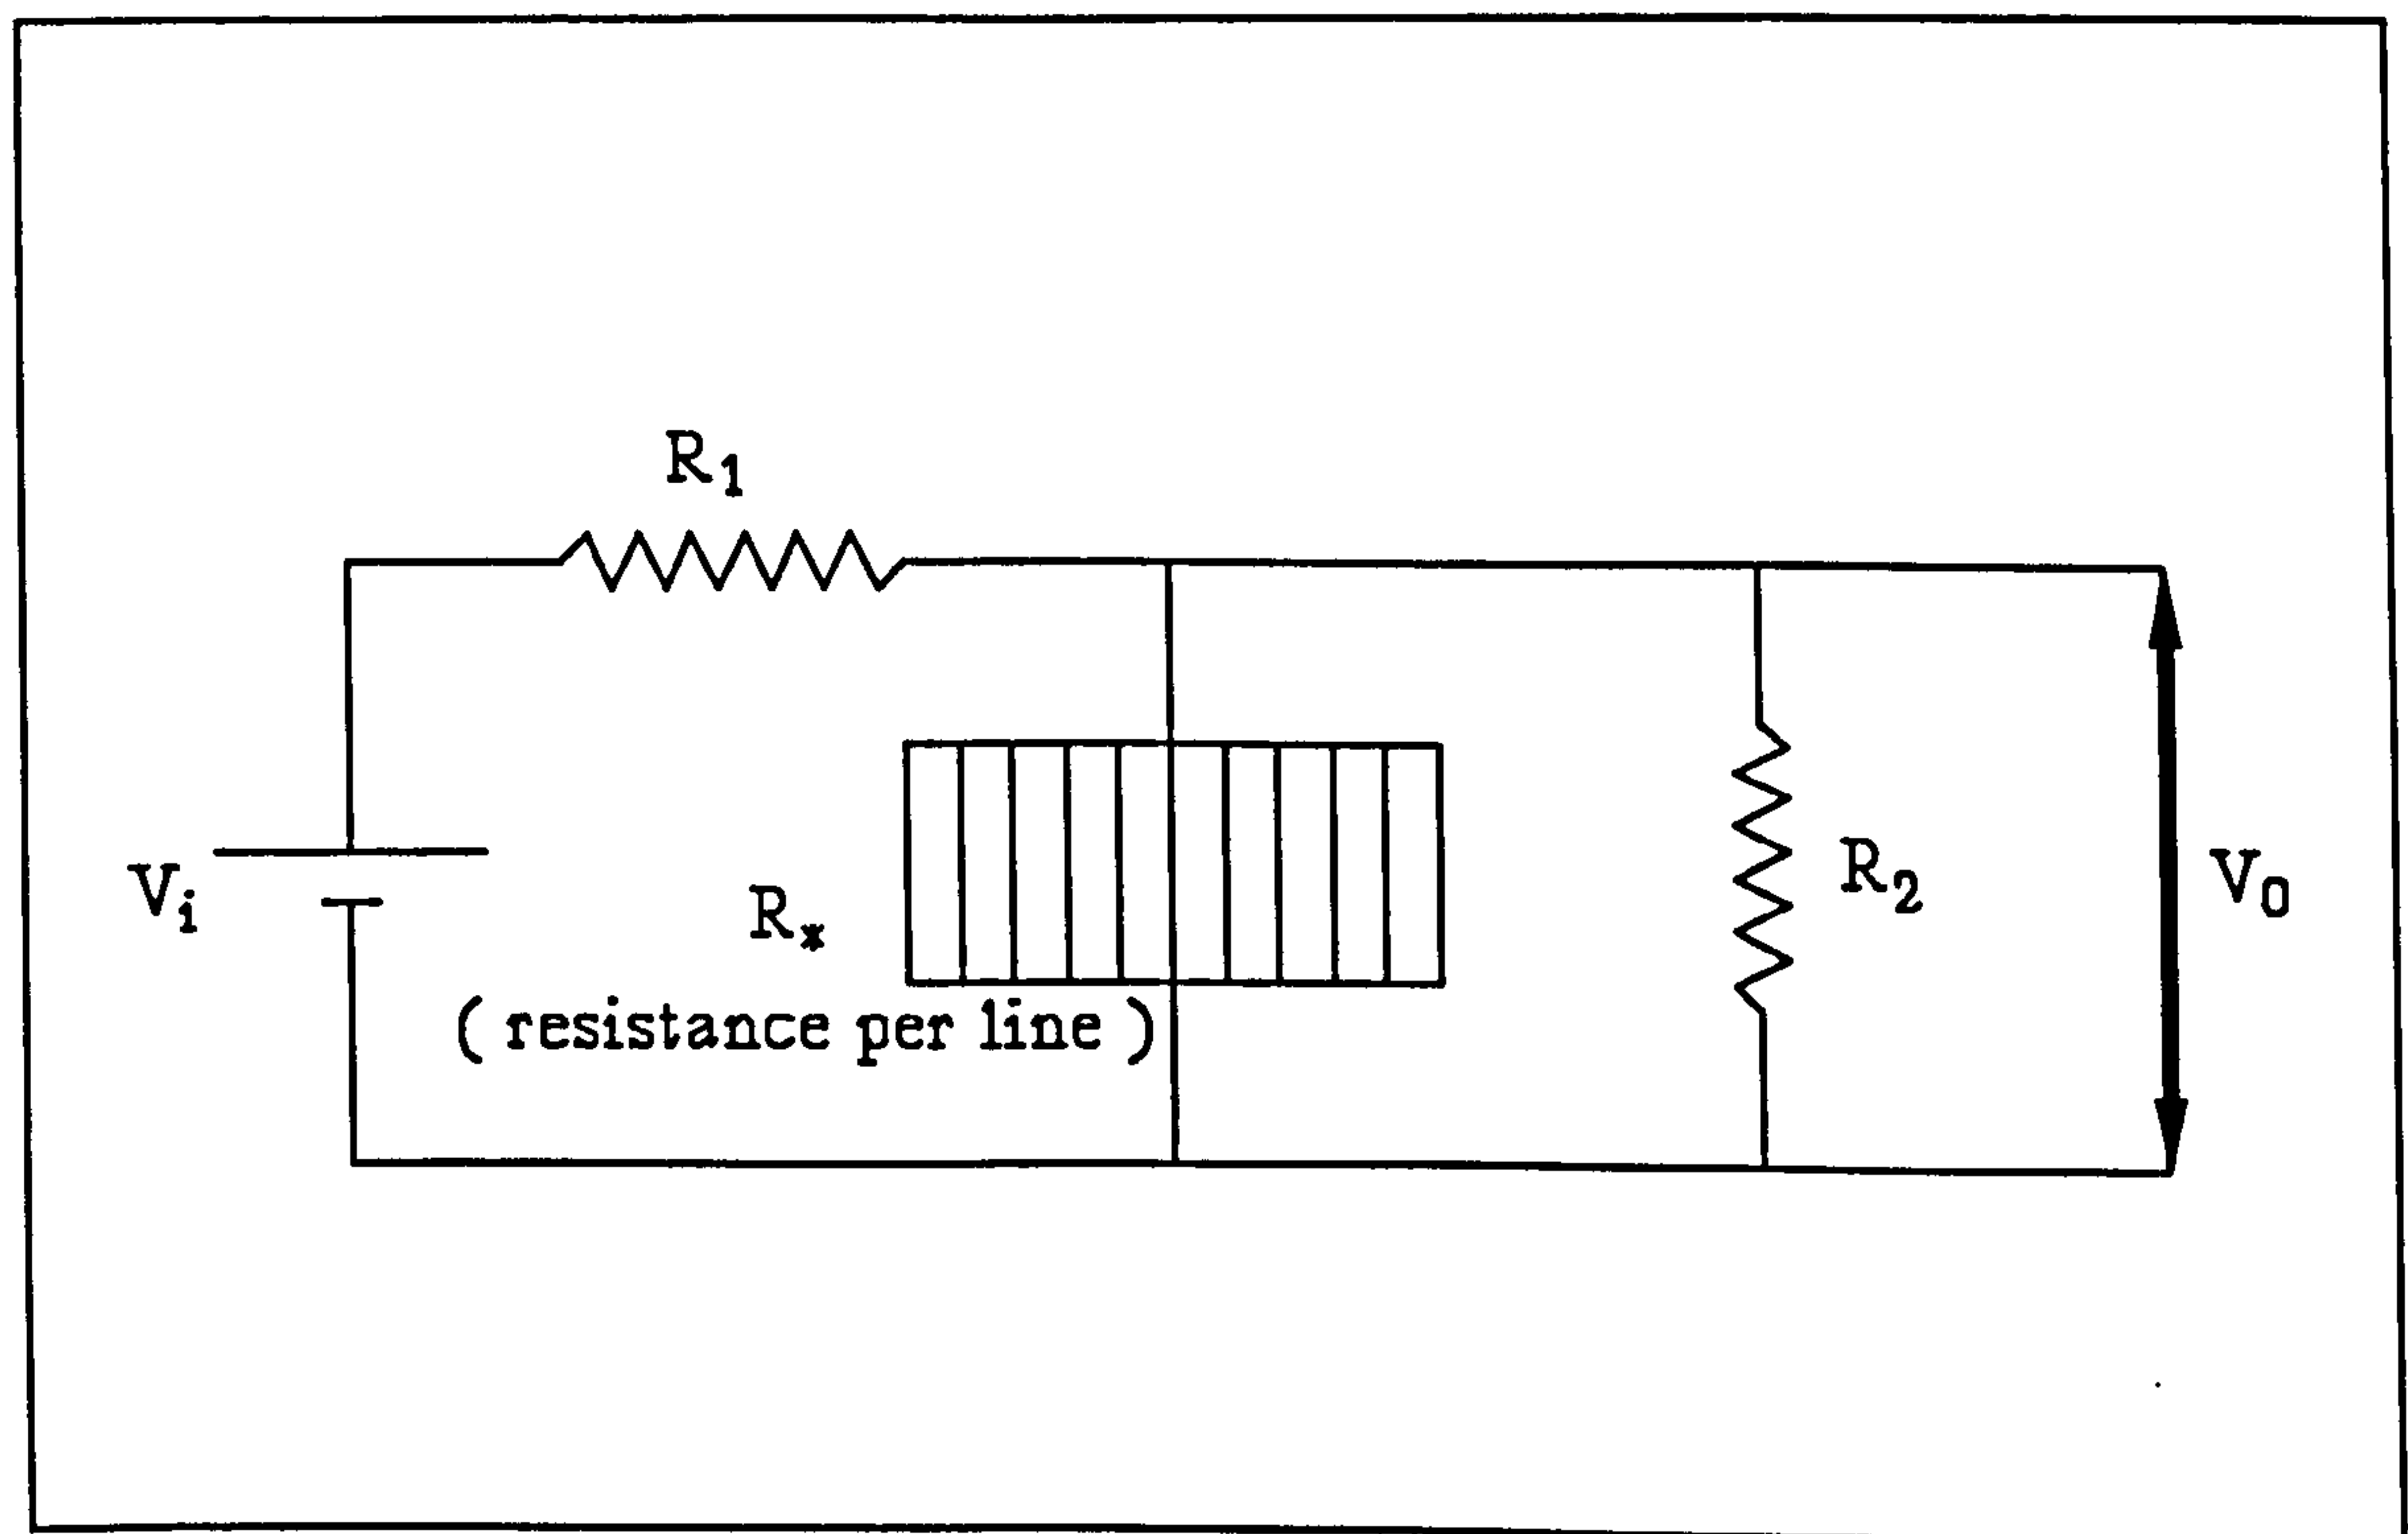 R₁
Vᵢ
Rₓ
( resistance per line )
R₂
V₀